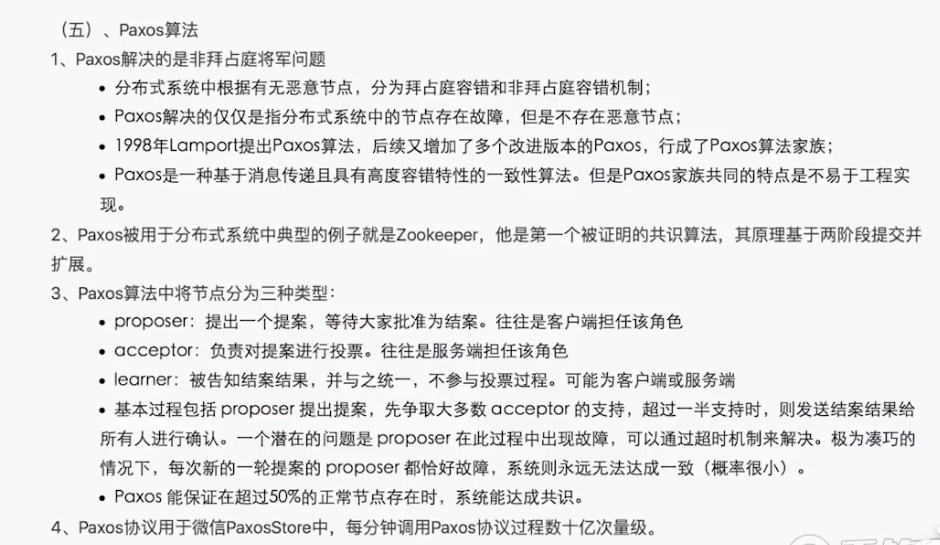 （五）、Paxos算法
1、Paxos解决的是非拜占庭将军问题
• 分布式系统中根据有无恶意节点，分为拜占庭容错和非拜占庭容错机制；
• Paxos解决的仅仅是指分布式系统中的节点存在故障，但是不存在恶意节点；
• 1998年Lamport提出Paxos算法，后续又增加了多个改进版本的Paxos，行成了Paxos算法家族；
• Paxos是一种基于消息传递且具有高度容错特性的一致性算法。但是Paxos家族共同的特点是不易于工程实
现。
2、Paxos被用于分布式系统中典型的例子就是Zookeeper，他是第一个被证明的共识算法，其原理基于两阶段提交并
扩展。
3、Paxos算法中将节点分为三种类型：
• proposer：提出一个提案，等待大家批准为结案。往往是客户端担任该角色
• acceptor：负责对提案进行投票。往往是服务端担任该角色
• learner：被告知结案结果，并与之统一，不参与投票过程。可能为客户端或服务端
• 基本过程包括 proposer 提出提案，先争取大多数 acceptor 的支持，超过一半支持时，则发送结案结果给
所有人进行确认。一个潜在的问题是 proposer 在此过程中出现故障，可以通过超时机制来解决。极为凑巧的
情况下，每次新的一轮提案的 proposer 都恰好故障，系统则永远无法达成一致（概率很小）。
• Paxos 能保证在超过50%的正常节点存在时，系统能达成共识。
4、Paxos协议用于微信PaxosStore中，每分钟调用Paxos协议过程数十亿次量级。